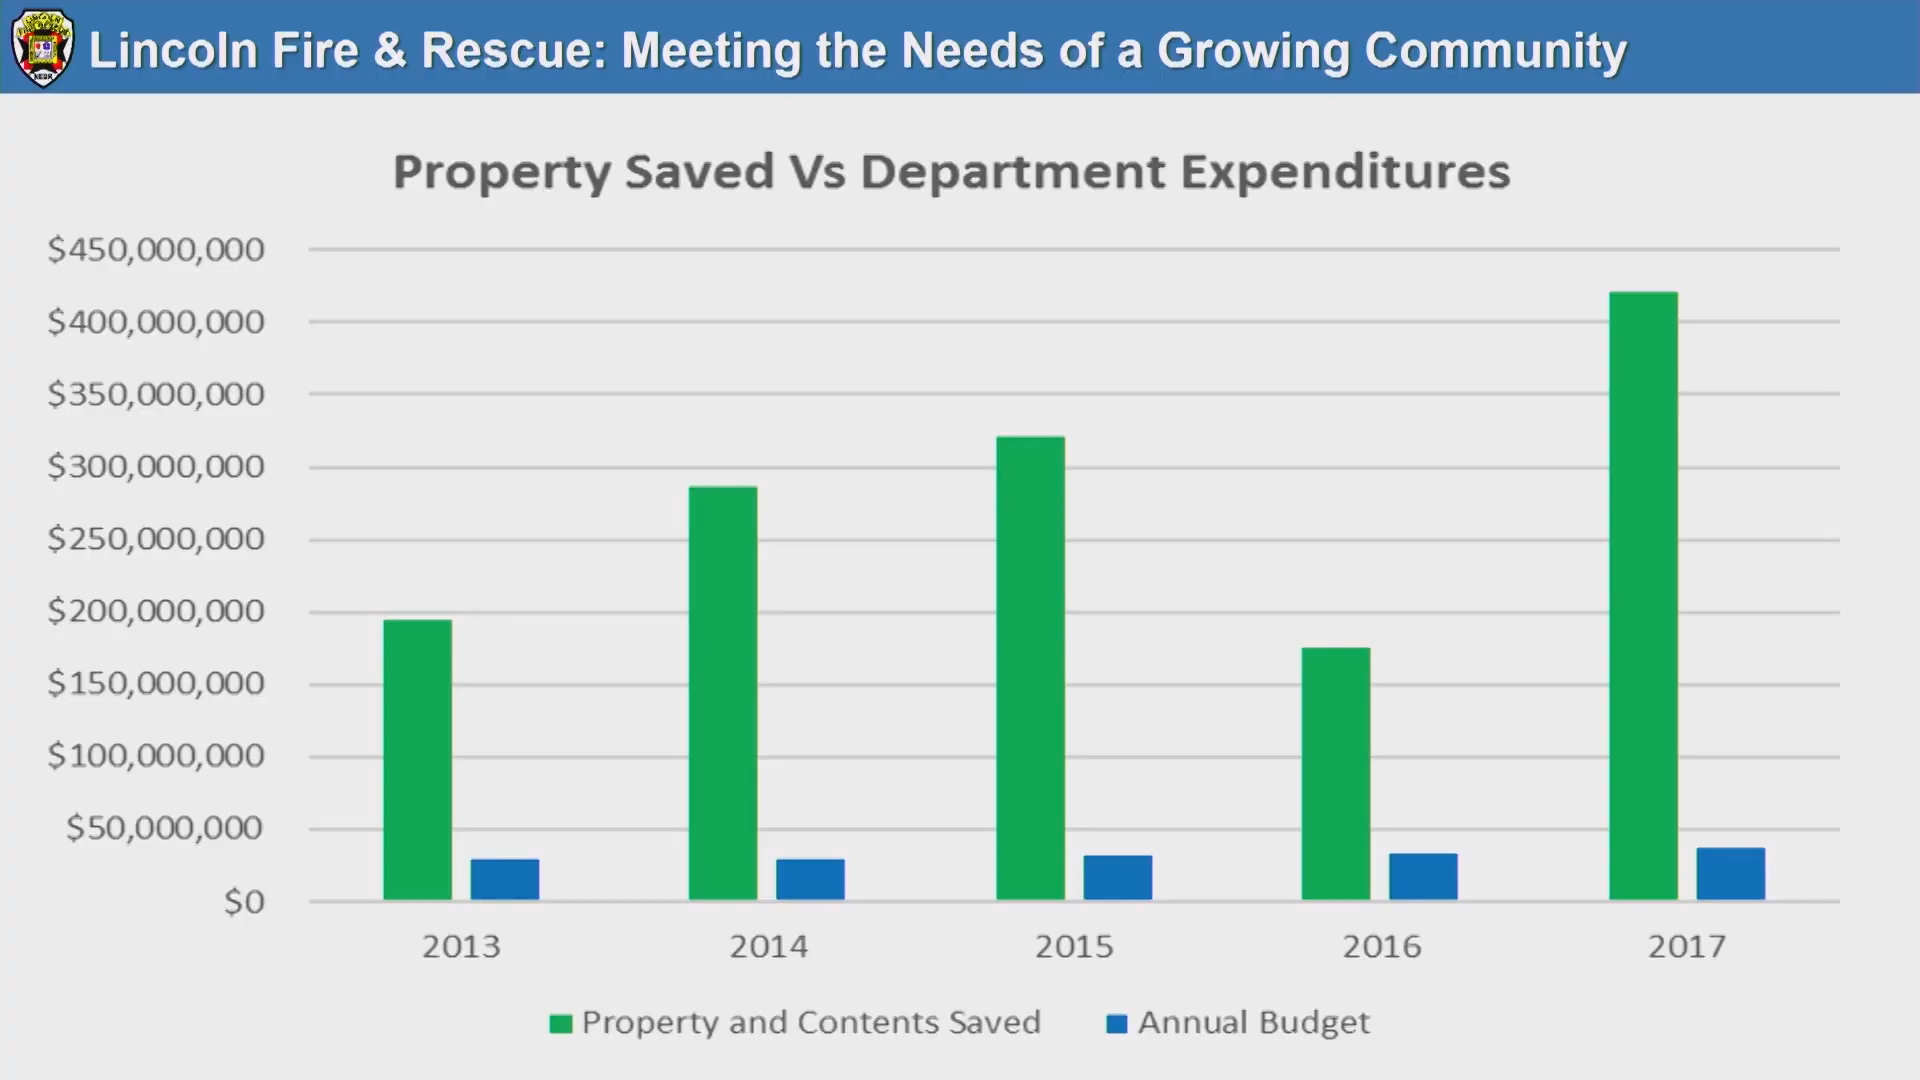 Lincoln Fire & Rescue: Meeting the Needs of a Growing Community
Property Saved Vs Department Expenditures
$450,000,000
$400,000,000
$350,000,000
$300,000,000
$250,000,000
$200,000,000
$150,000,000
$100,000,000
$50,000,000
$0
2013 2014 2015 2016 2017
Property and Contents Saved Annual Budget